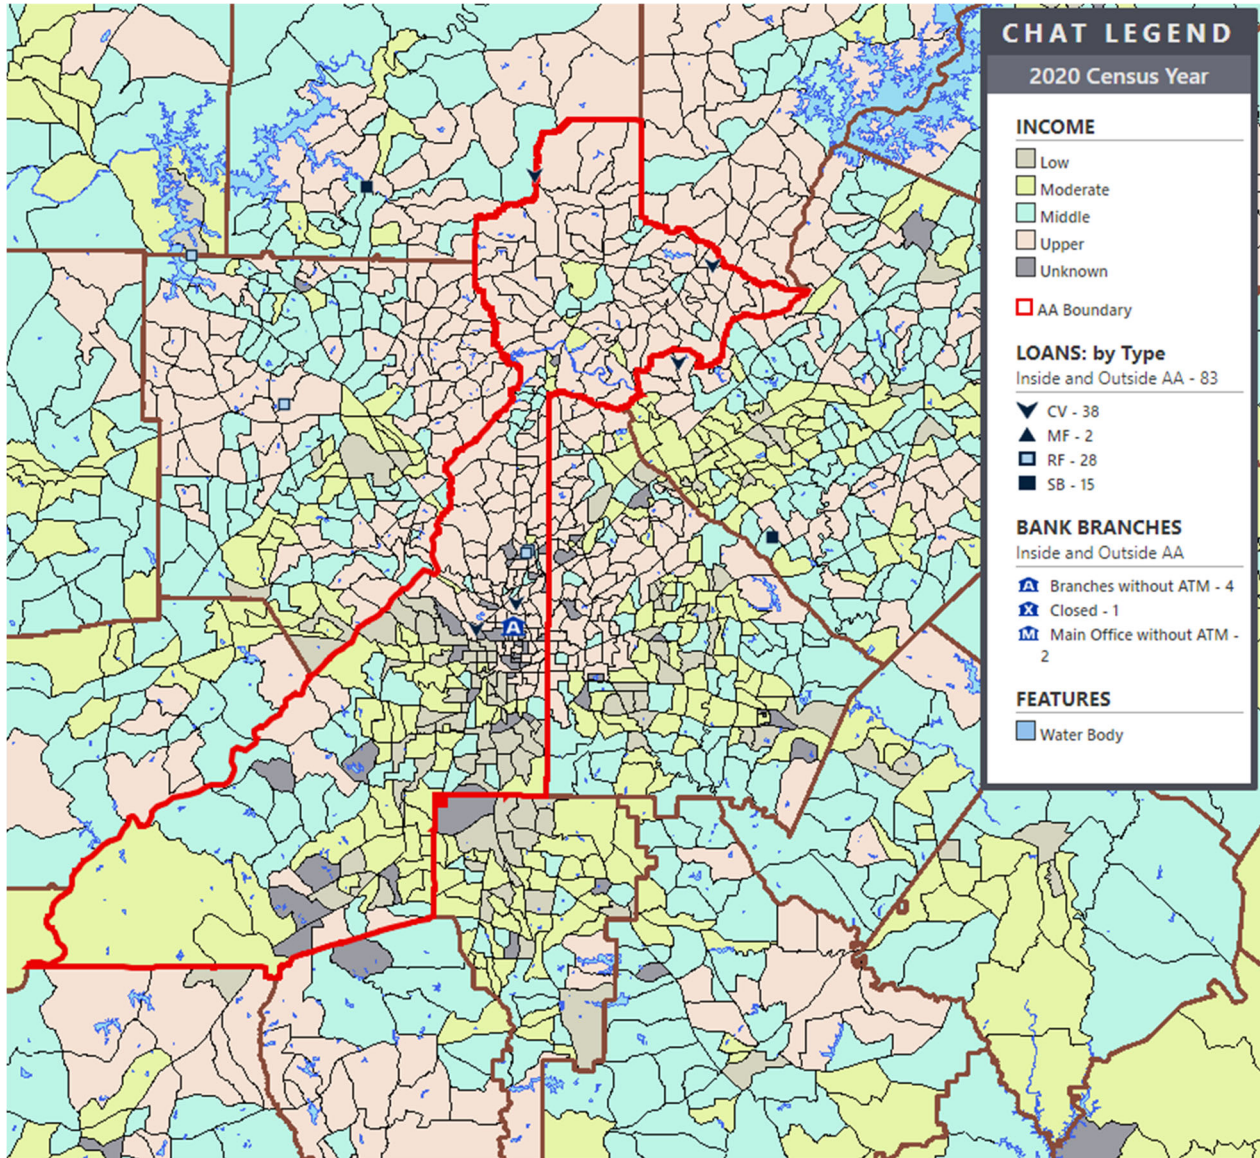 CHAT LEGEND
2020 Census Year
INCOME
Low
Moderate
Middle
Upper
Unknown
AA Boundary
LOANS: by Type
Inside and Outside AA - 83
CV - 38
MF - 2
RF - 28
SB - 15
BANK BRANCHES
Inside and Outside AA
A Branches without ATM - 4
X Closed - 1
M Main Office without ATM -
2
FEATURES
Water Body
A